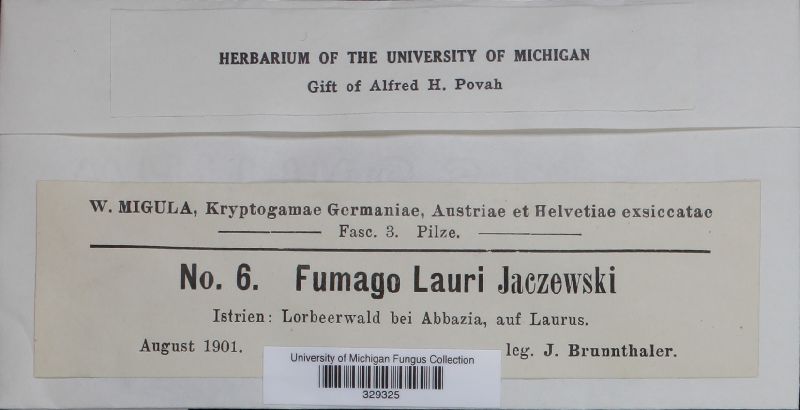 HERBARIUM OF THE UNIVERSITY OF MICHIGAN
Gift of Alfred H. Povah
W. MIGULA, Kryptogamae Germaniae, Austriae et Helvetiae exsiccatae
Fasc. 3. Pilze.
No. 6. Fumago Lauri Jaczewski
Istrien: Lorbeerwald bei Abbazia, auf Laurus.
August 1901. leg. J. Brunnthaler.
University of Michigan Fungus Collection
329325